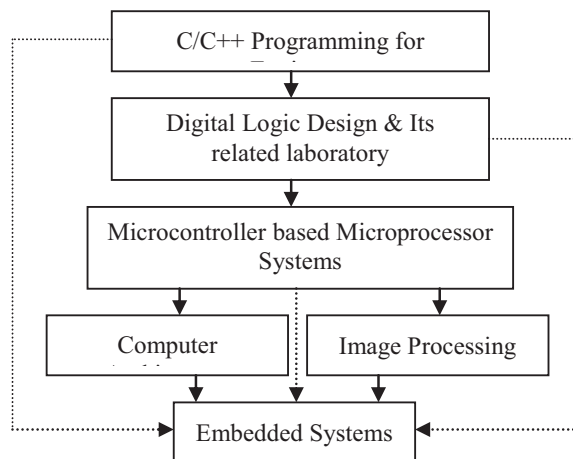 C/C++ Programming for
Digital Logic Design & Its
related laboratory
Microcontroller based Microprocessor
Systems
Computer
Image Processing
Embedded Systems